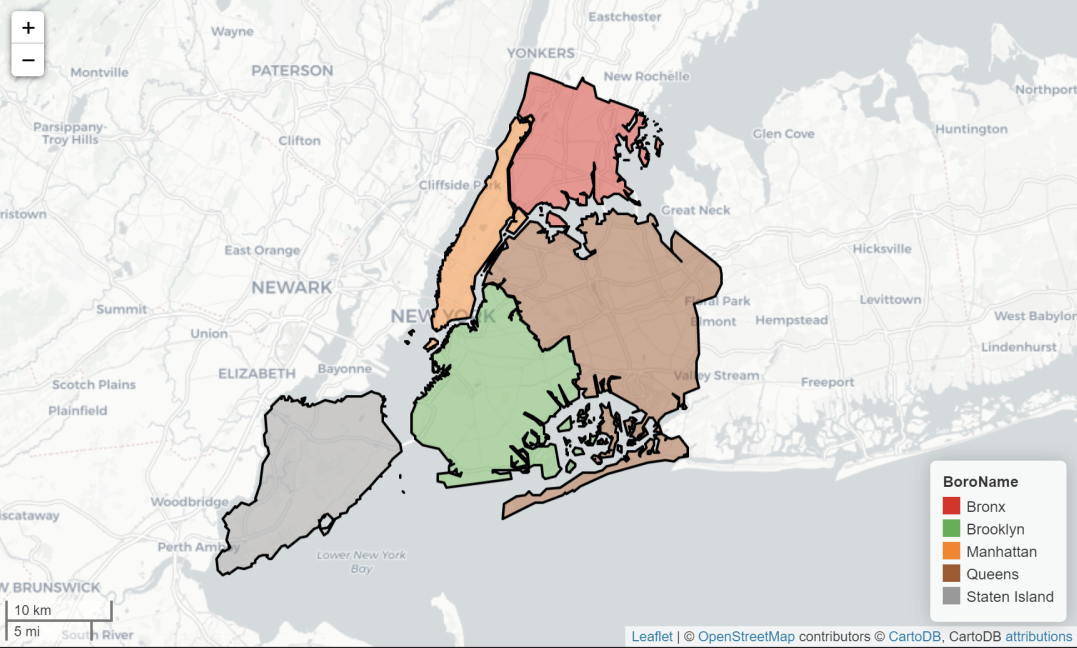 +
−
Eastchester
Wayne
YONKERS
PATERSON
Montville
New Rochelle
Northport
Parsippany-
Troy Hills
Clifton
Glen Cove
Huntington
Cliffside Park
ristown
Great Neck
East Orange
Hicksville
NEWARK
Floral Park
Levittown
Summit
NEW YORK
Elmont
Hempstead
West Babylon
Union
Lindenhurst
ELIZABETH
Bayonne
Valley Stream
Freeport
Scotch Plains
Plainfield
BoroName
Bronx
Brooklyn
Manhattan
Queens
Staten Island
Woodbridge
iscataway
Perth Amboy
Lower New York
Bay
W BRUNSWICK
10 km
5 mi
South River
Leaflet | © OpenStreetMap contributors © CartoDB, CartoDB attributions